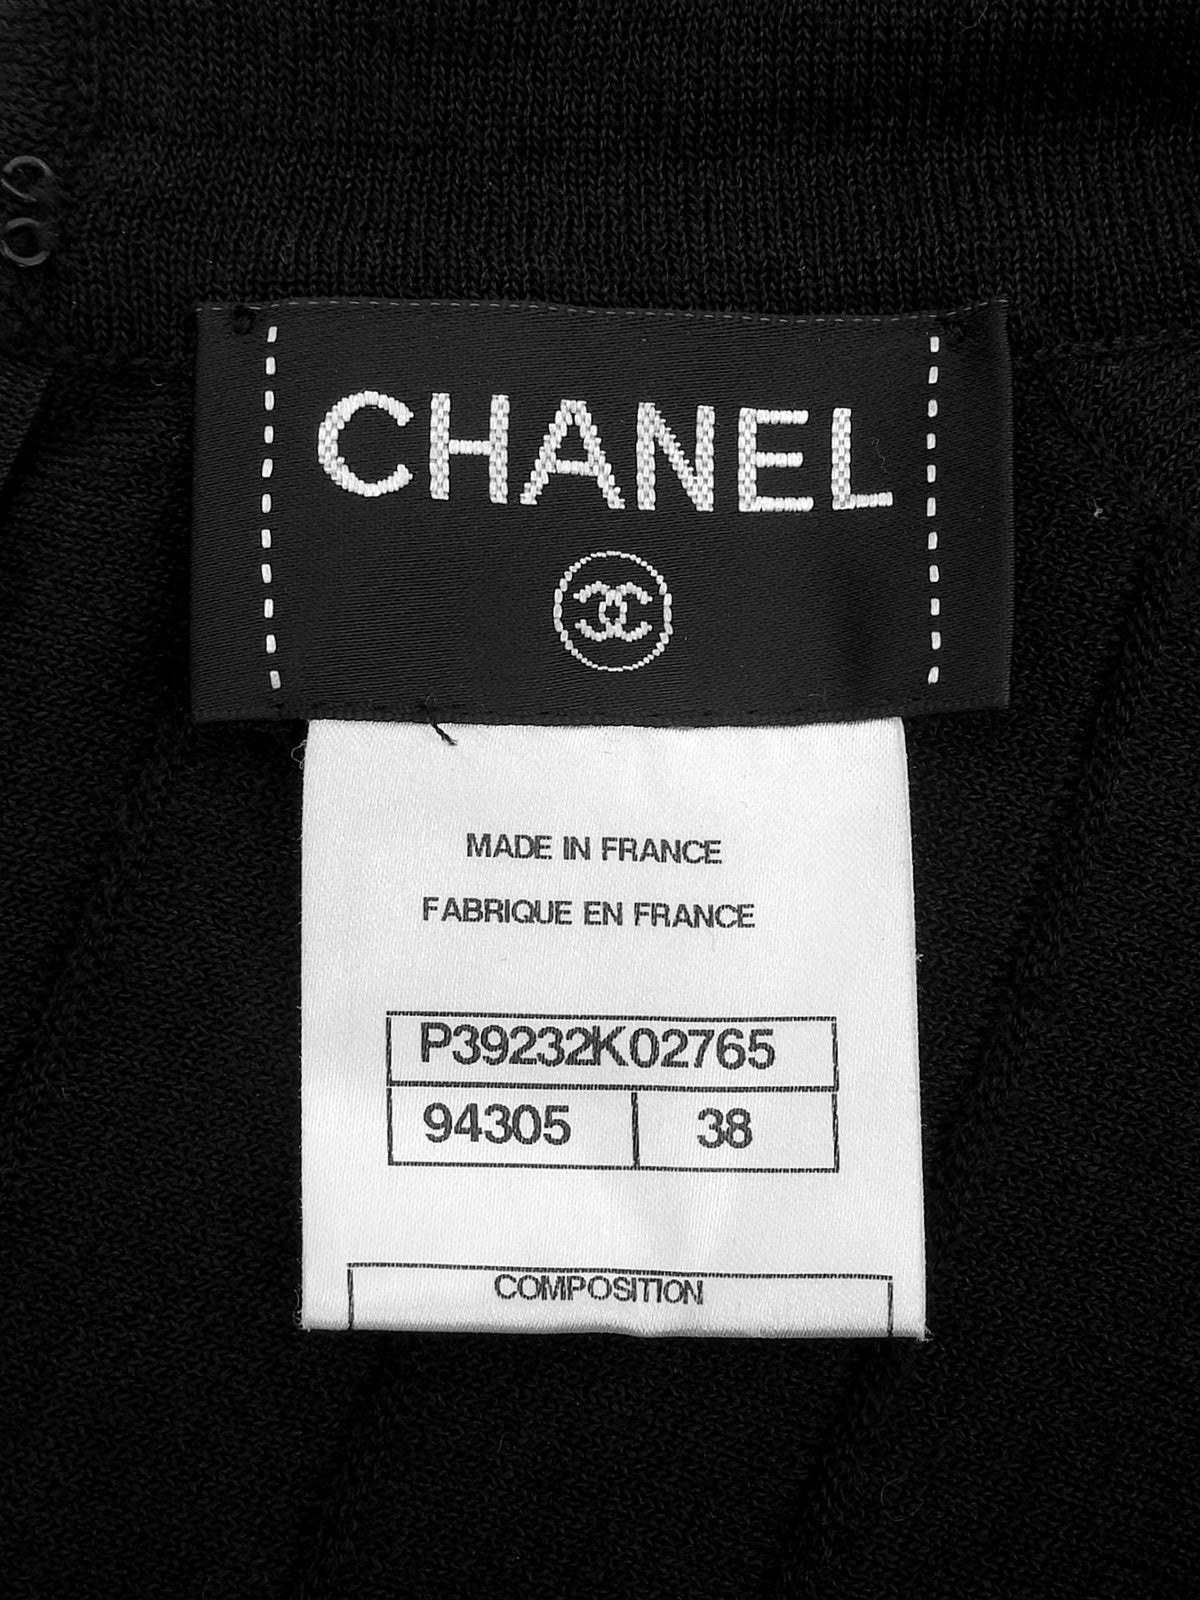 CHANEL
MADE IN FRANCE
FABRIQUE EN FRANCE
P39232K02765
94305 38
COMPOSITION